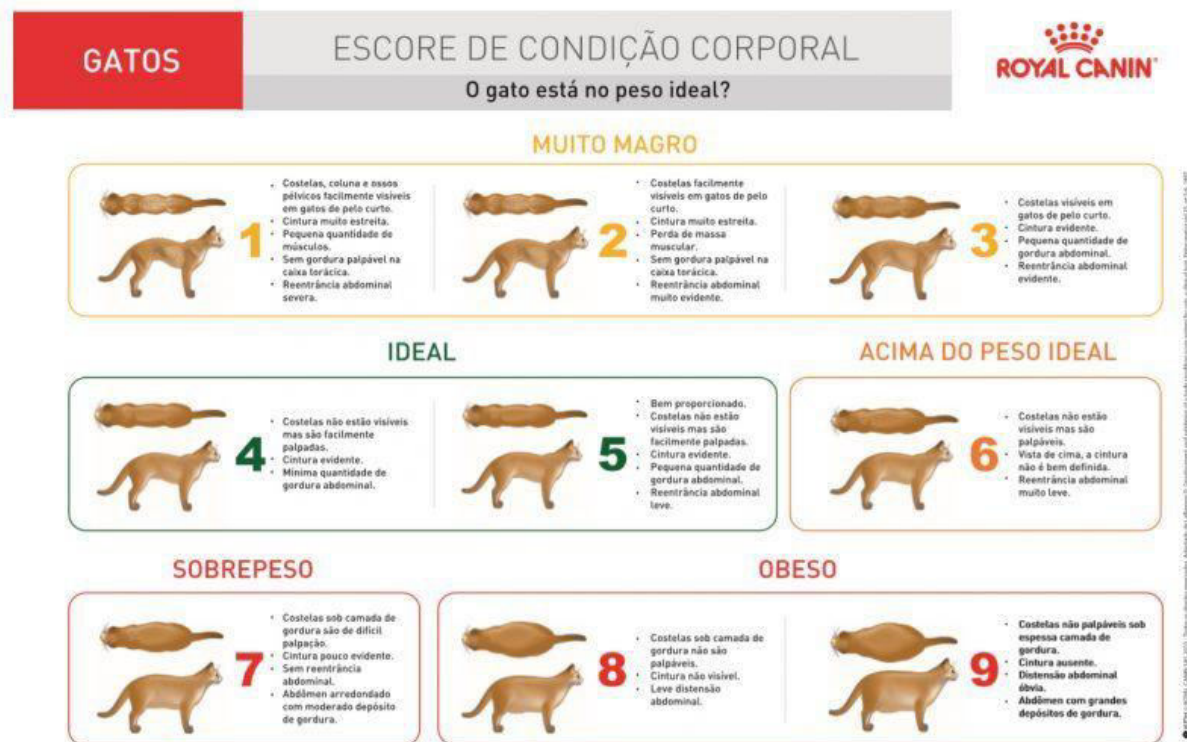 GATOS
ESCORE DE CONDIÇÃO CORPORAL
O gato está no peso ideal?
ROYAL CANIN
MUITO MAGRO
1
• Costelas, coluna e ossos
pélvicos facilmente visíveis
em gatos de pelo curto.
• Cintura muito estreita.
• Pequena quantidade de
músculos.
• Sem gordura palpável na
caixa torácica.
• Reentrância abdominal
severa.
2
• Costelas facilmente
visíveis em gatos de pelo
curto.
• Cintura muito estreita.
• Perda de massa
muscular.
• Sem gordura palpável na
caixa torácica.
• Reentrância abdominal
muito evidente.
3
• Costelas visíveis em
gatos de pelo curto.
• Cintura evidente.
• Pequena quantidade de
gordura abdominal.
• Reentrância abdominal
evidente.
IDEAL
4
• Costelas não estão visíveis
mas são facilmente
palpadas.
• Cintura evidente.
• Mínima quantidade de
gordura abdominal.
5
• Bem proporcionado.
• Costelas não estão
visíveis mas são
facilmente palpadas.
• Cintura evidente.
• Pequena quantidade de
gordura abdominal.
• Reentrância abdominal
leve.
ACIMA DO PESO IDEAL
6
• Costelas não estão
visíveis mas são
palpáveis.
• Vista de cima, a cintura
não é bem definida.
• Reentrância abdominal
muito leve.
SOBREPESO
7
• Costelas sob camada de
gordura são de difícil
palpação.
• Cintura pouco evidente.
• Sem reentrância
abdominal.
• Abdômen arredondado
com moderado depósito
de gordura.
OBESO
8
• Costelas sob camada de
gordura não são
palpáveis.
• Cintura não visível.
• Leve distensão
abdominal.
9
• Costelas não palpáveis sob
espessa camada de
gordura.
• Cintura ausente.
• Distensão abdominal
óbvia.
• Abdômen com grandes
depósitos de gordura.